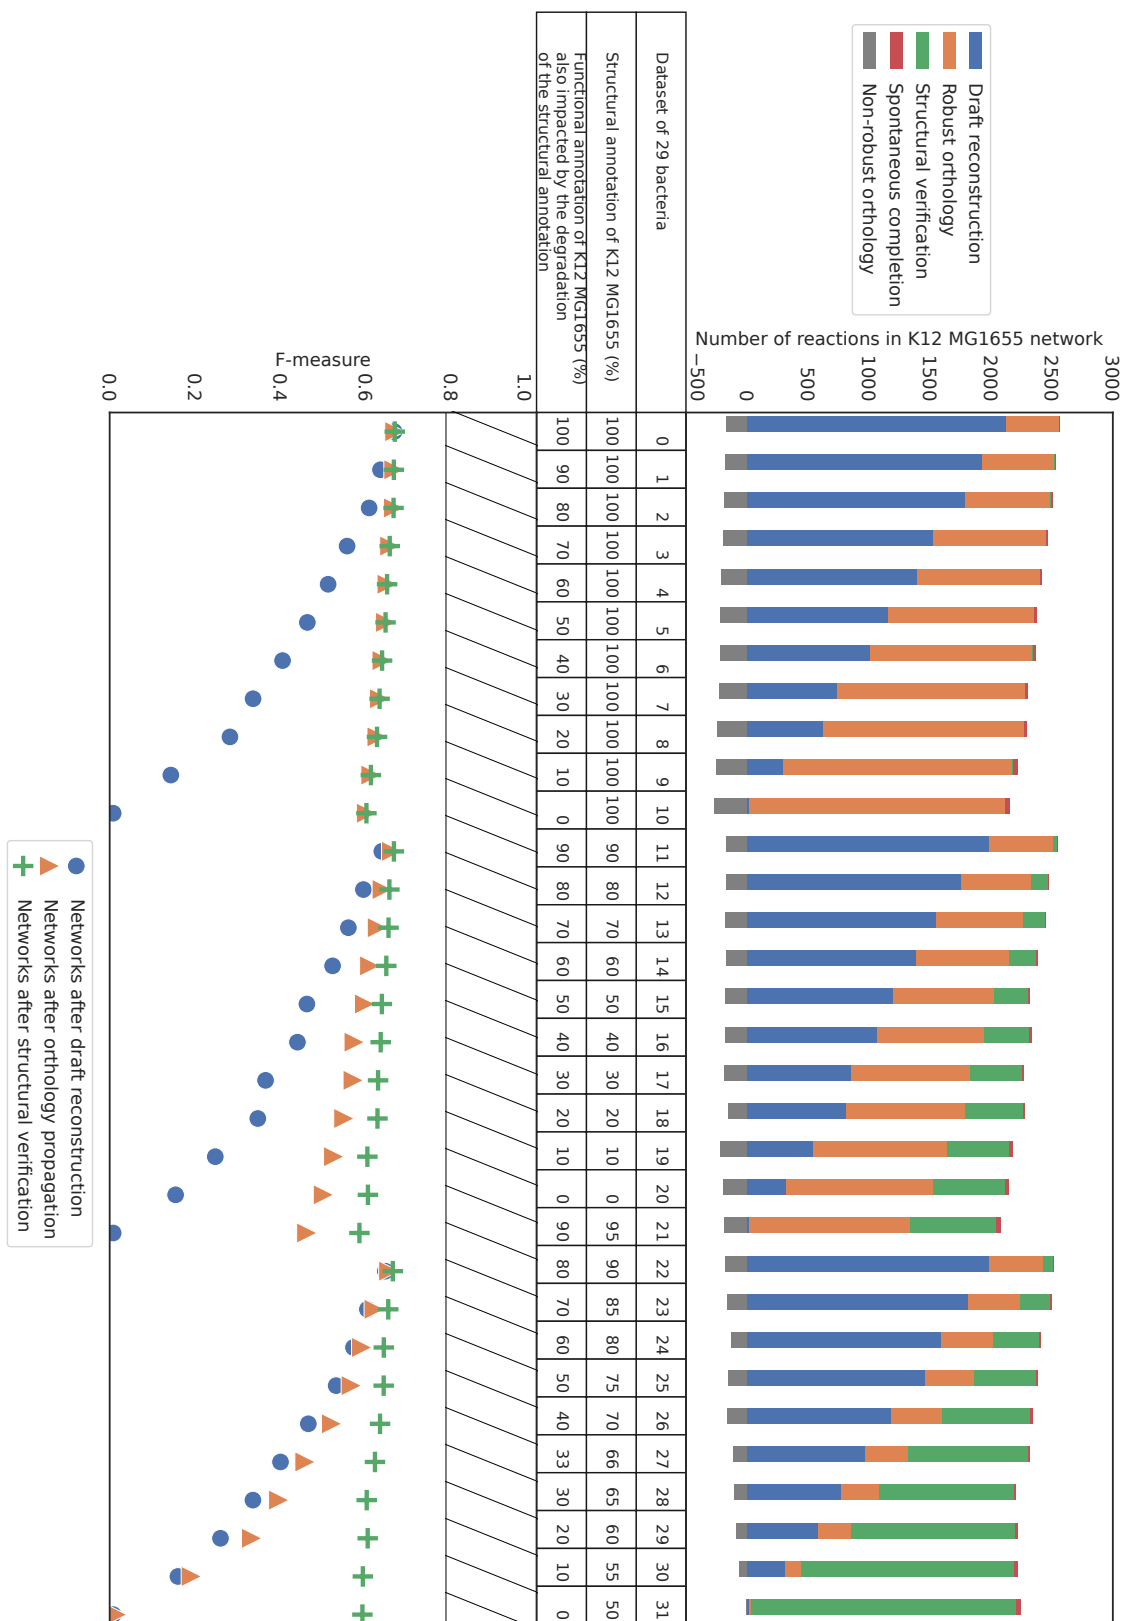 Draft reconstruction
Robust orthology
Structural verification
Spontaneous completion
Non-robust orthology
Number of reactions in K12 MG1655 network
3000
2500
2000
1500
1000
500
0
−500
Dataset of 29 bacteria 0 1 2 3 4 5 6 7 8 9 10 11 12 13 14 15 16 17 18 19 20 21 22 23 24 25 26 27 28 29 30 31
Structural annotation of K12 MG1655 (%) 100 100 100 100 100 100 100 100 100 100 100 90 80 70 60 50 40 30 20 10 0 95 90 85 80 75 70 66 65 60 55 50
Functional annotation of K12 MG1655 (%)
also impacted by the degradation
of the structural annotation
100 90 80 70 60 50 40 30 20 10 0 90 80 70 60 50 40 30 20 10 0 90 80 70 60 50 40 33 30 20 10 0
F-measure
1.0
0.8
0.6
0.4
0.2
0.0
Networks after draft reconstruction
Networks after orthology propagation
Networks after structural verification